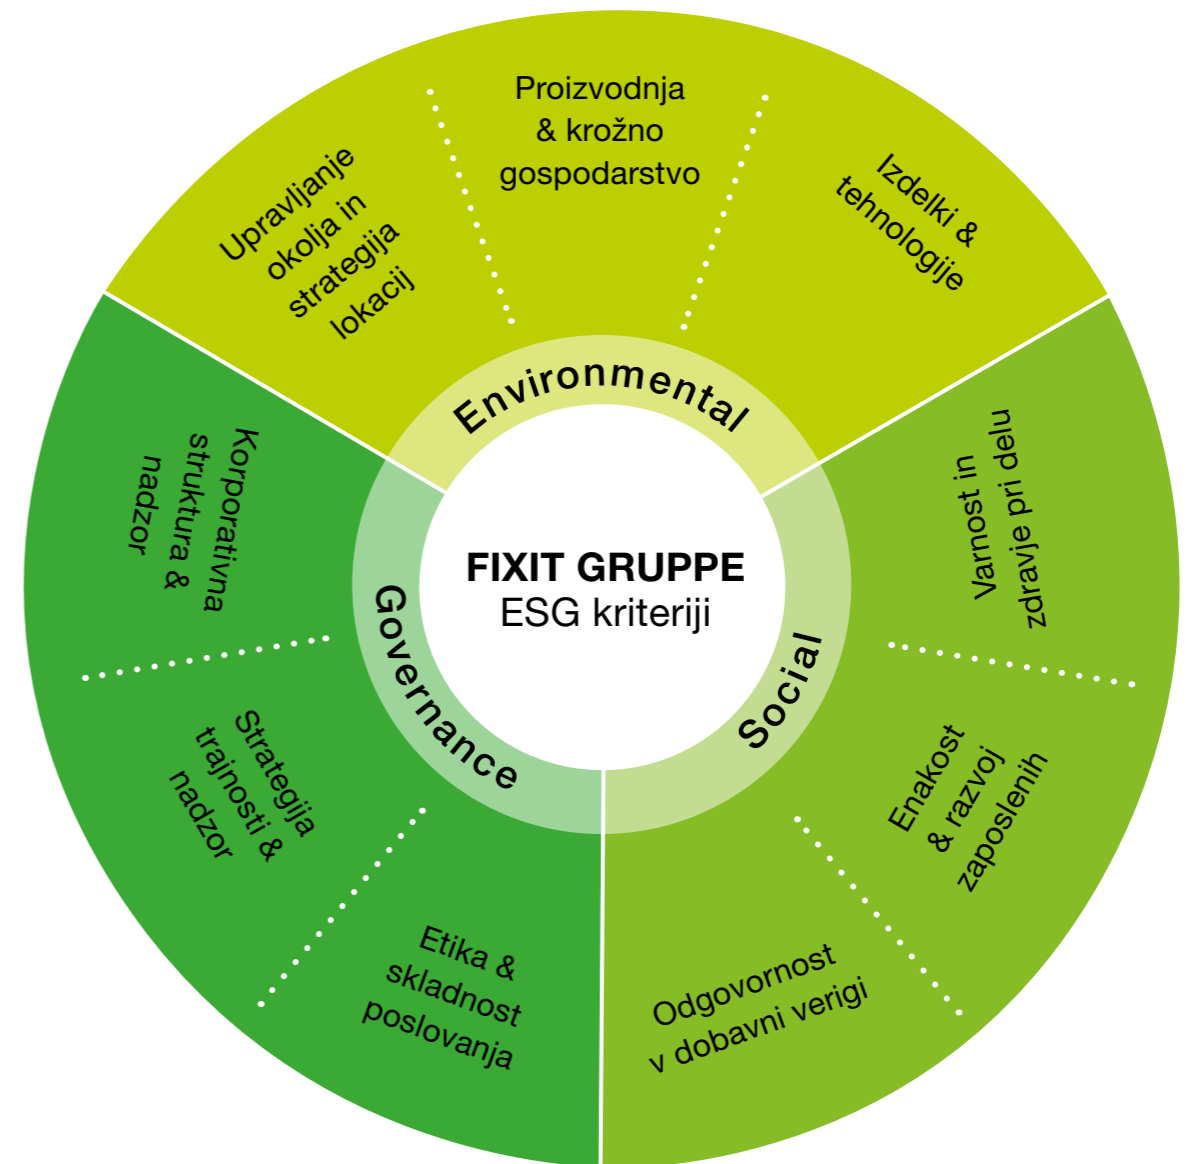 FIXIT GRUPPE
ESG kriteriji
Environmental
Upravljanje
okolja in
strategija
lokacij
Proizvodnja
& krožno
gospodarstvo
Izdelki &
tehnologije
Social
Varnost in
zdravje pri delu
Enakost
& razvoj
zaposlenih
Odgovornost
v dobavni verigi
Governance
Etika &
skladnost
poslovanja
Strategija
trajnosti &
nadzor
Korporativna
struktura &
nadzor